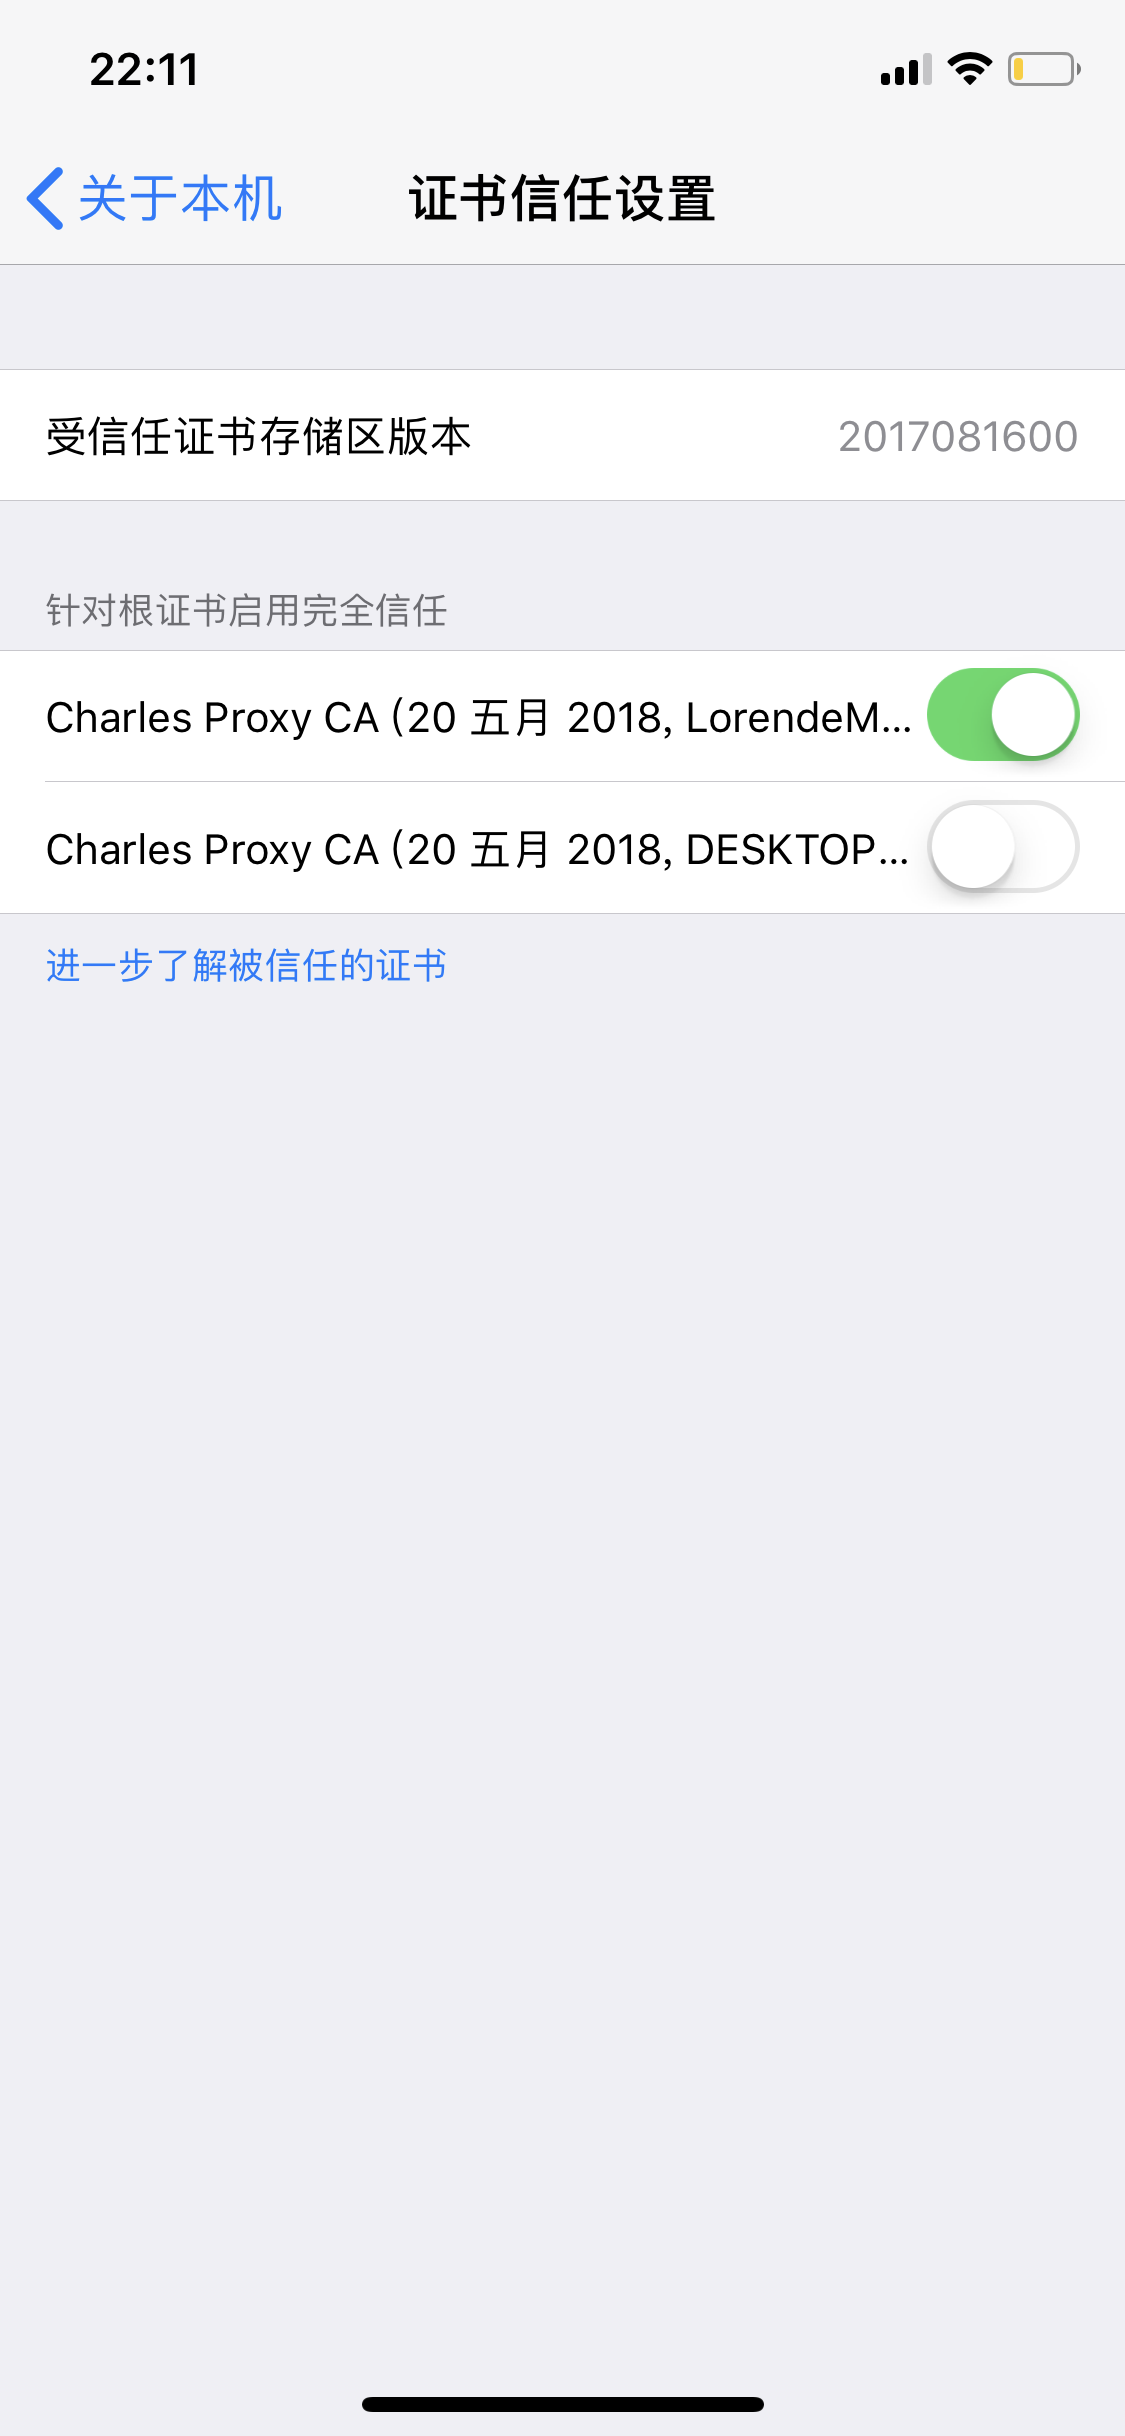 22:11
关于本机
证书信任设置
受信任证书存储区版本 2017081600
针对根证书启用完全信任
Charles Proxy CA (20 五月 2018, LorendeM...
Charles Proxy CA (20 五月 2018, DESKTOP...
进一步了解被信任的证书